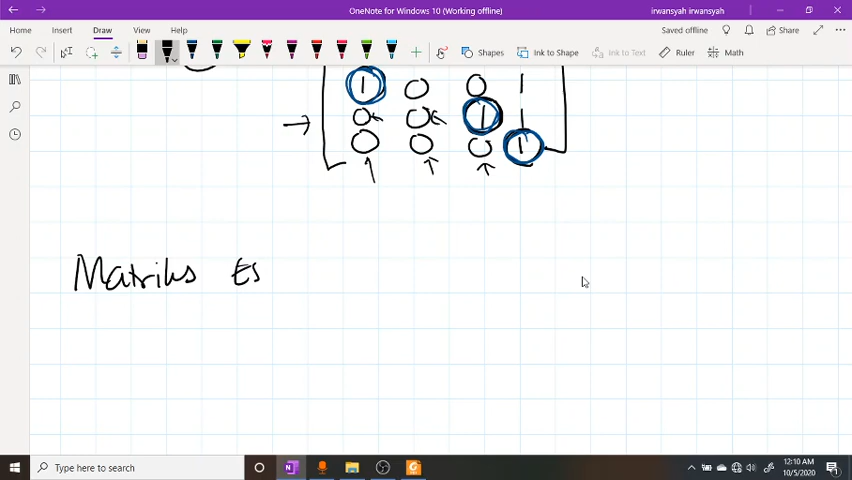 OneNote for Windows 10 (Working offline)
irwansyah irwansyah
Home Insert Draw View Help
Saved offline Share
Shapes Ink to Shape Ink to Text Ruler Math
1 0 0 1
0 0 1 1
0 0 0 1
Matriks Es
Type here to search
12:10 AM
10/5/2020